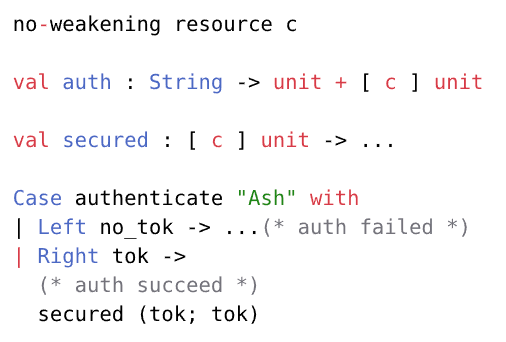 no-weakening resource c
val auth : String -> unit + [ c ] unit
val secured : [ c ] unit -> ...
Case authenticate "Ash" with
| Left no_tok -> ...(* auth failed *)
| Right tok ->
(* auth succeed *)
secured (tok; tok)